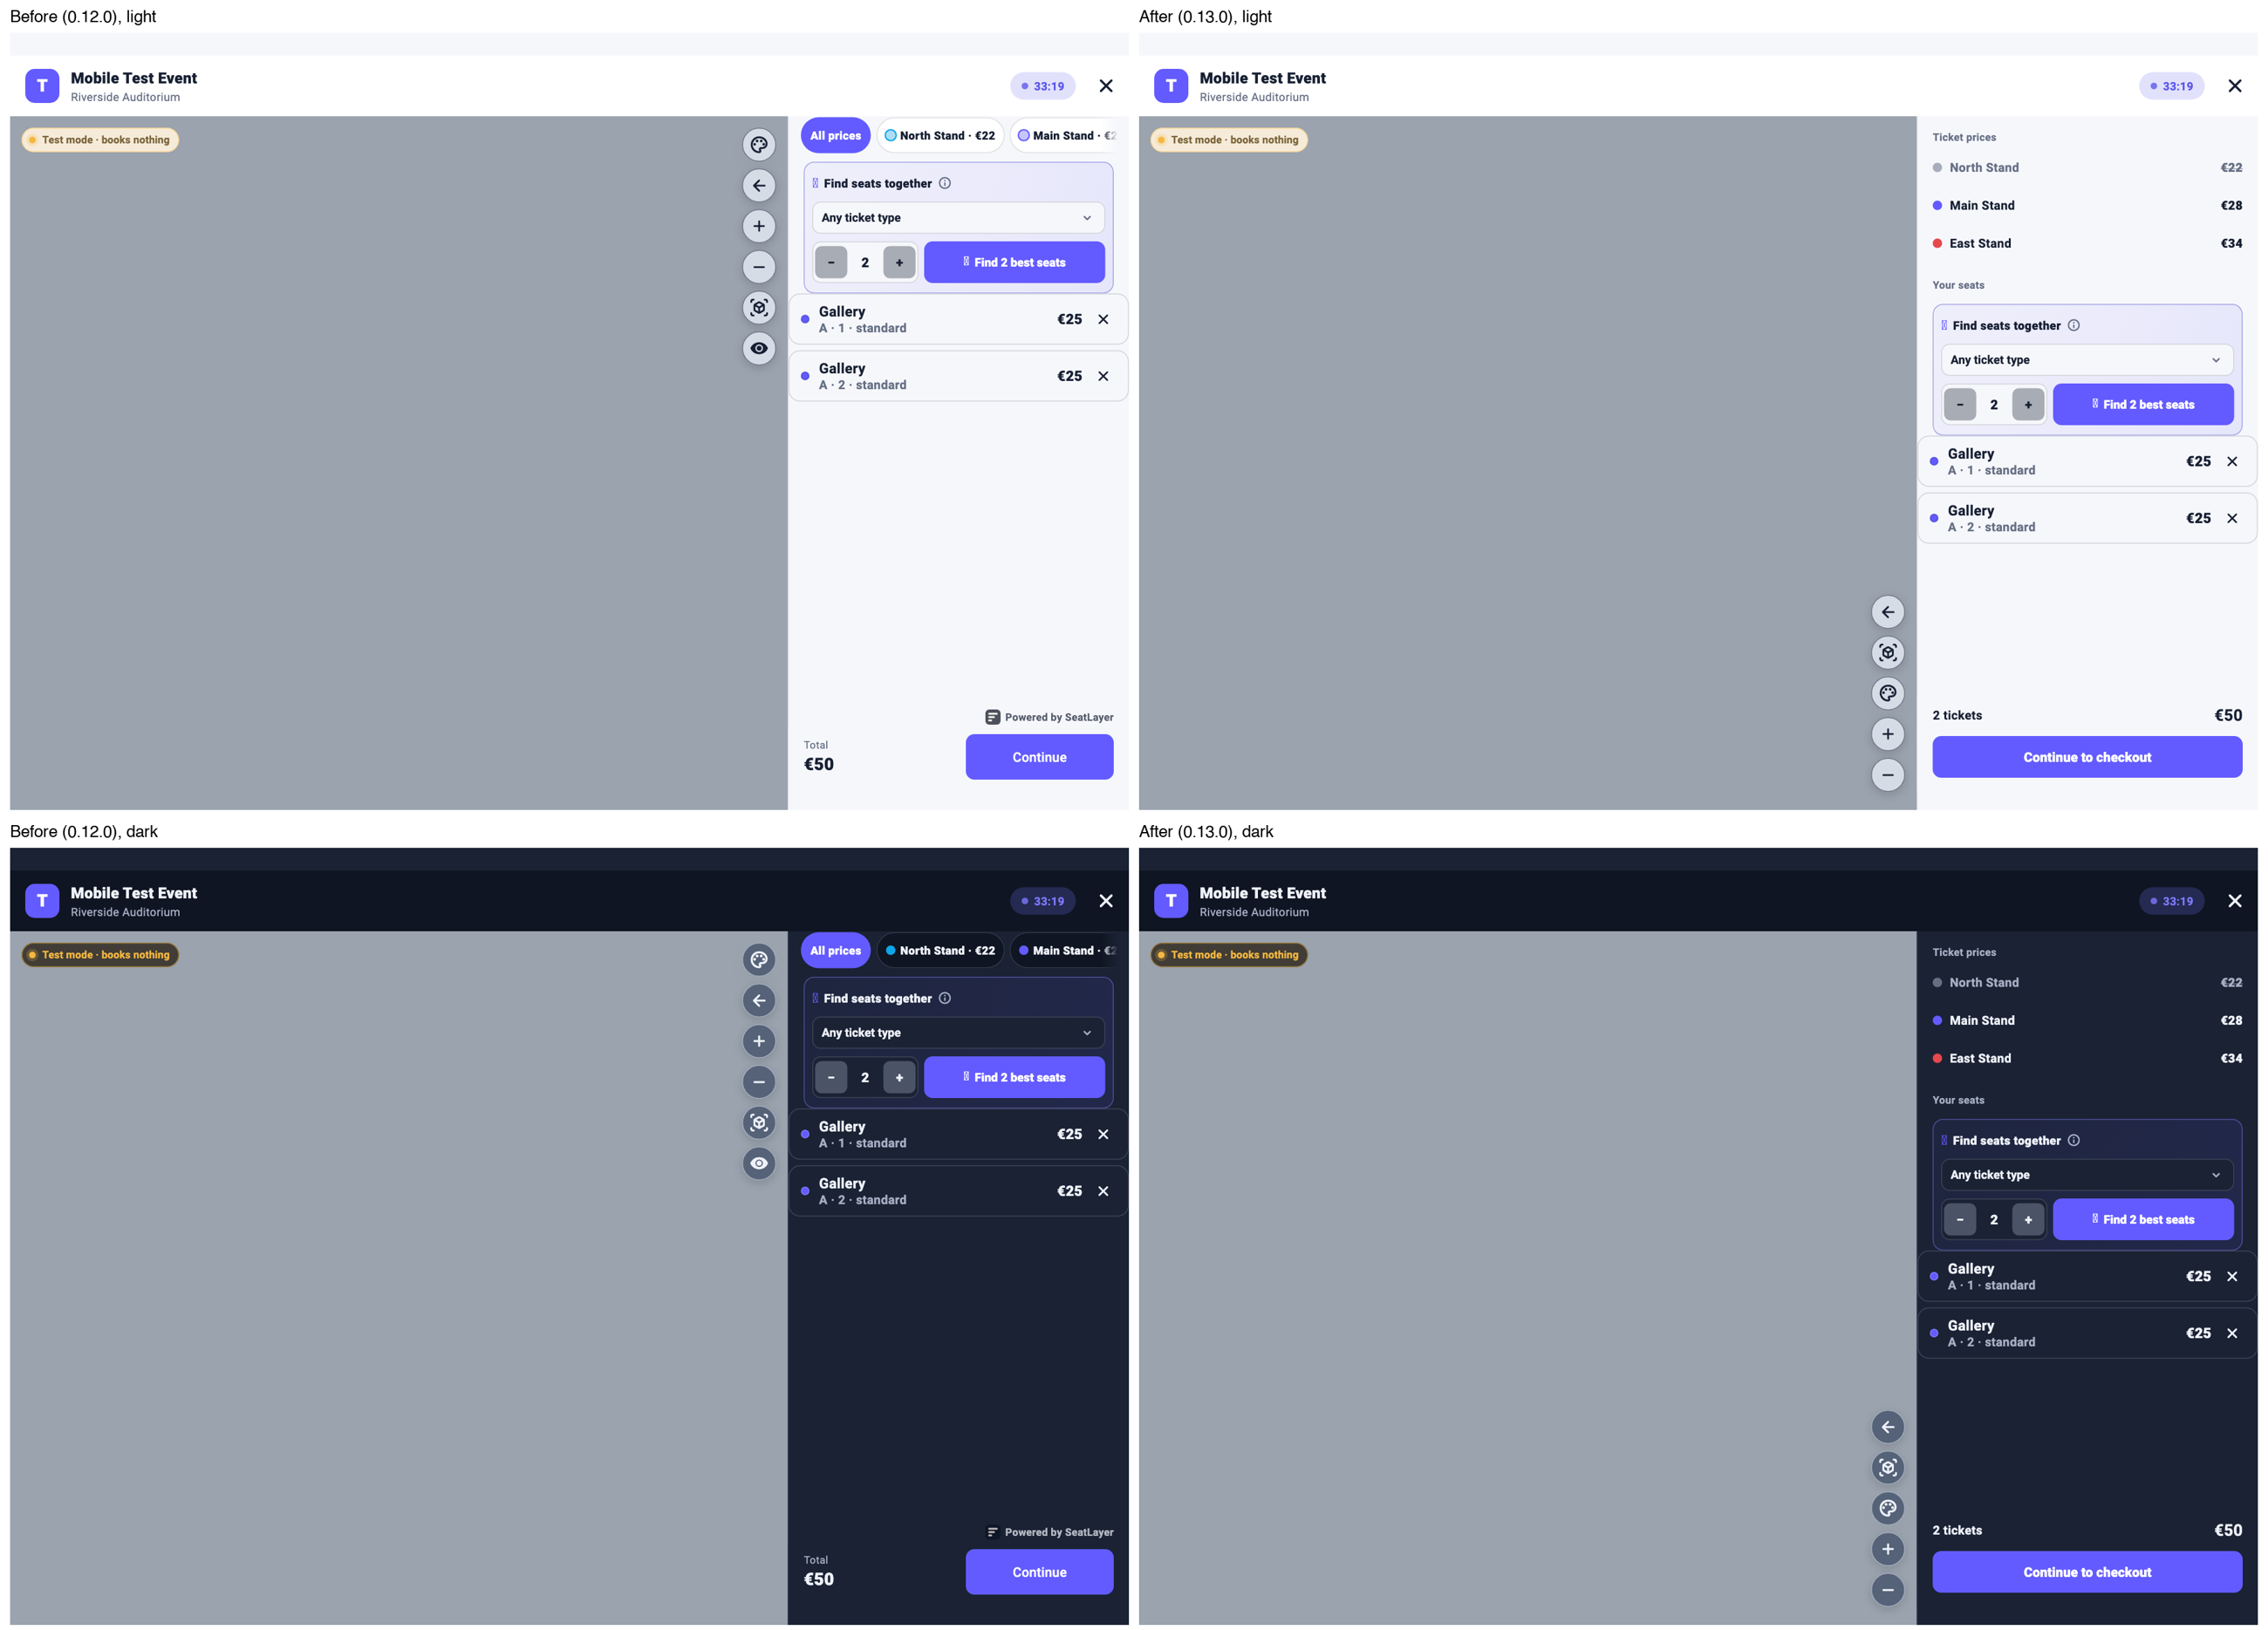 Before (0.12.0), light
T
Mobile Test Event
Riverside Auditorium
33:19
Test mode · books nothing
All prices
North Stand · €22
Main Stand · €2
Find seats together
Any ticket type
2
Find 2 best seats
Gallery
A · 1 · standard
€25
Gallery
A · 2 · standard
€25
Powered by SeatLayer
Total
€50
Continue
After (0.13.0), light
T
Mobile Test Event
Riverside Auditorium
33:19
Test mode · books nothing
Ticket prices
North Stand €22
Main Stand €28
East Stand €34
Your seats
Find seats together
Any ticket type
2
Find 2 best seats
Gallery
A · 1 · standard
€25
Gallery
A · 2 · standard
€25
2 tickets €50
Continue to checkout
Before (0.12.0), dark
T
Mobile Test Event
Riverside Auditorium
33:19
Test mode · books nothing
All prices
North Stand · €22
Main Stand · €2
Find seats together
Any ticket type
2
Find 2 best seats
Gallery
A · 1 · standard
€25
Gallery
A · 2 · standard
€25
Powered by SeatLayer
Total
€50
Continue
After (0.13.0), dark
T
Mobile Test Event
Riverside Auditorium
33:19
Test mode · books nothing
Ticket prices
North Stand €22
Main Stand €28
East Stand €34
Your seats
Find seats together
Any ticket type
2
Find 2 best seats
Gallery
A · 1 · standard
€25
Gallery
A · 2 · standard
€25
2 tickets €50
Continue to checkout